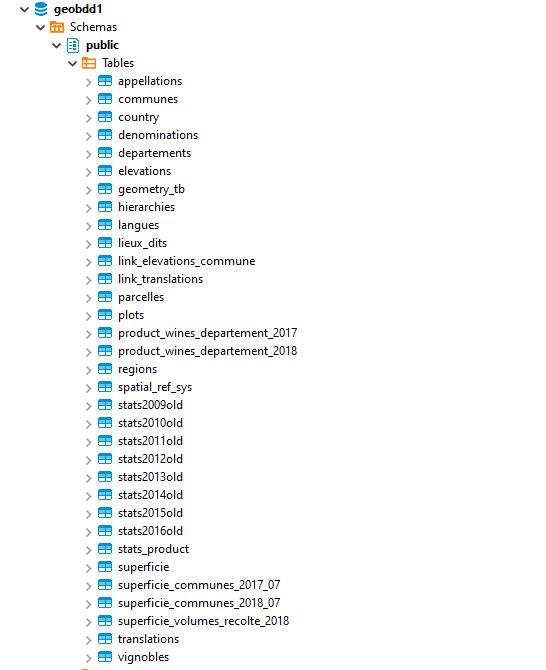 geobdd1
Schemas
public
Tables
appellations
communes
country
denominations
departements
elevations
geometry_tb
hierarchies
langues
lieux_dits
link_elevations_commune
link_translations
parcelles
plots
product_wines_departement_2017
product_wines_departement_2018
regions
spatial_ref_sys
stats2009old
stats2010old
stats2011old
stats2012old
stats2013old
stats2014old
stats2015old
stats2016old
stats_product
superficie
superficie_communes_2017_07
superficie_communes_2018_07
superficie_volumes_recolte_2018
translations
vignobles